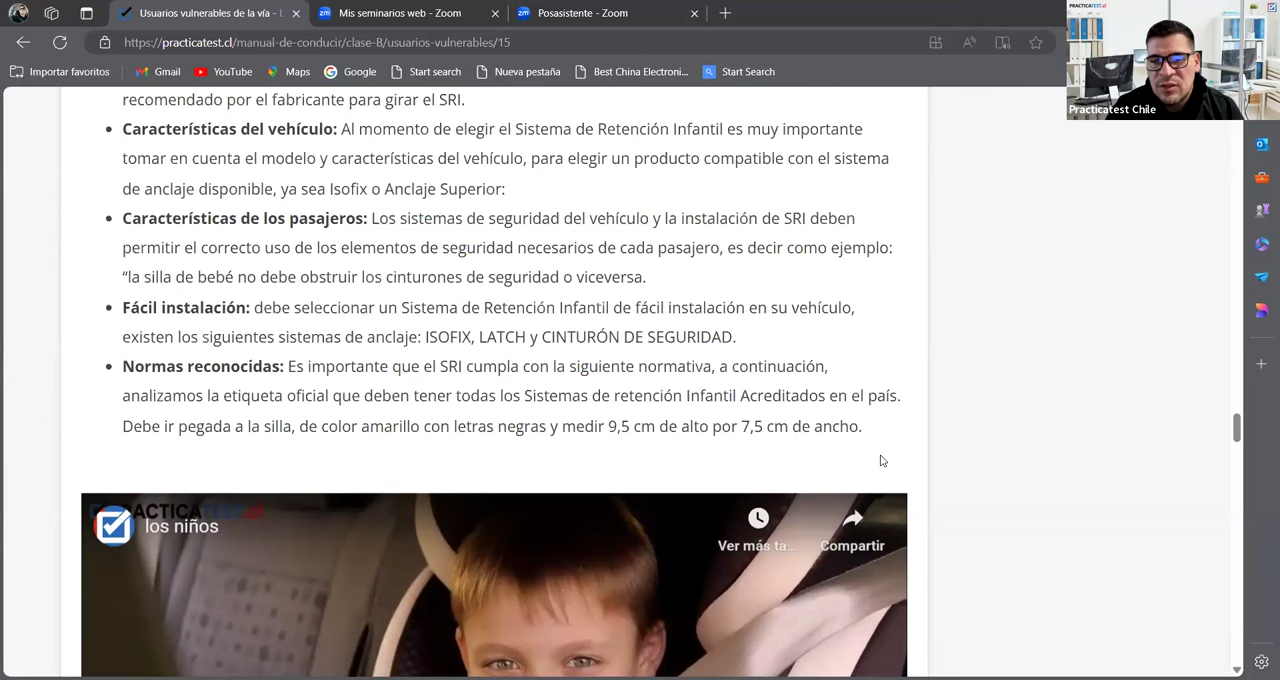 Usuarios vulnerables de la vía - L
Mis seminarios web - Zoom
Posasistente - Zoom
https://practicatest.cl/manual-de-conducir/clase-B/usuarios-vulnerables/15
Importar favoritos
Gmail
YouTube
Maps
Google
Start search
Nueva pestaña
Best China Electroni...
Start Search
PRACTICATEST.cl
Practicatest Chile
recomendado por el fabricante para girar el SRI.
Características del vehículo: Al momento de elegir el Sistema de Retención Infantil es muy importante
tomar en cuenta el modelo y características del vehículo, para elegir un producto compatible con el sistema
de anclaje disponible, ya sea Isofix o Anclaje Superior:
Características de los pasajeros: Los sistemas de seguridad del vehículo y la instalación de SRI deben
permitir el correcto uso de los elementos de seguridad necesarios de cada pasajero, es decir como ejemplo:
“la silla de bebé no debe obstruir los cinturones de seguridad o viceversa.
Fácil instalación: debe seleccionar un Sistema de Retención Infantil de fácil instalación en su vehículo,
existen los siguientes sistemas de anclaje: ISOFIX, LATCH y CINTURÓN DE SEGURIDAD.
Normas reconocidas: Es importante que el SRI cumpla con la siguiente normativa, a continuación,
analizamos la etiqueta oficial que deben tener todas los Sistemas de retención Infantil Acreditados en el país.
Debe ir pegada a la silla, de color amarillo con letras negras y medir 9,5 cm de alto por 7,5 cm de ancho.
los niños
Ver más ta...
Compartir